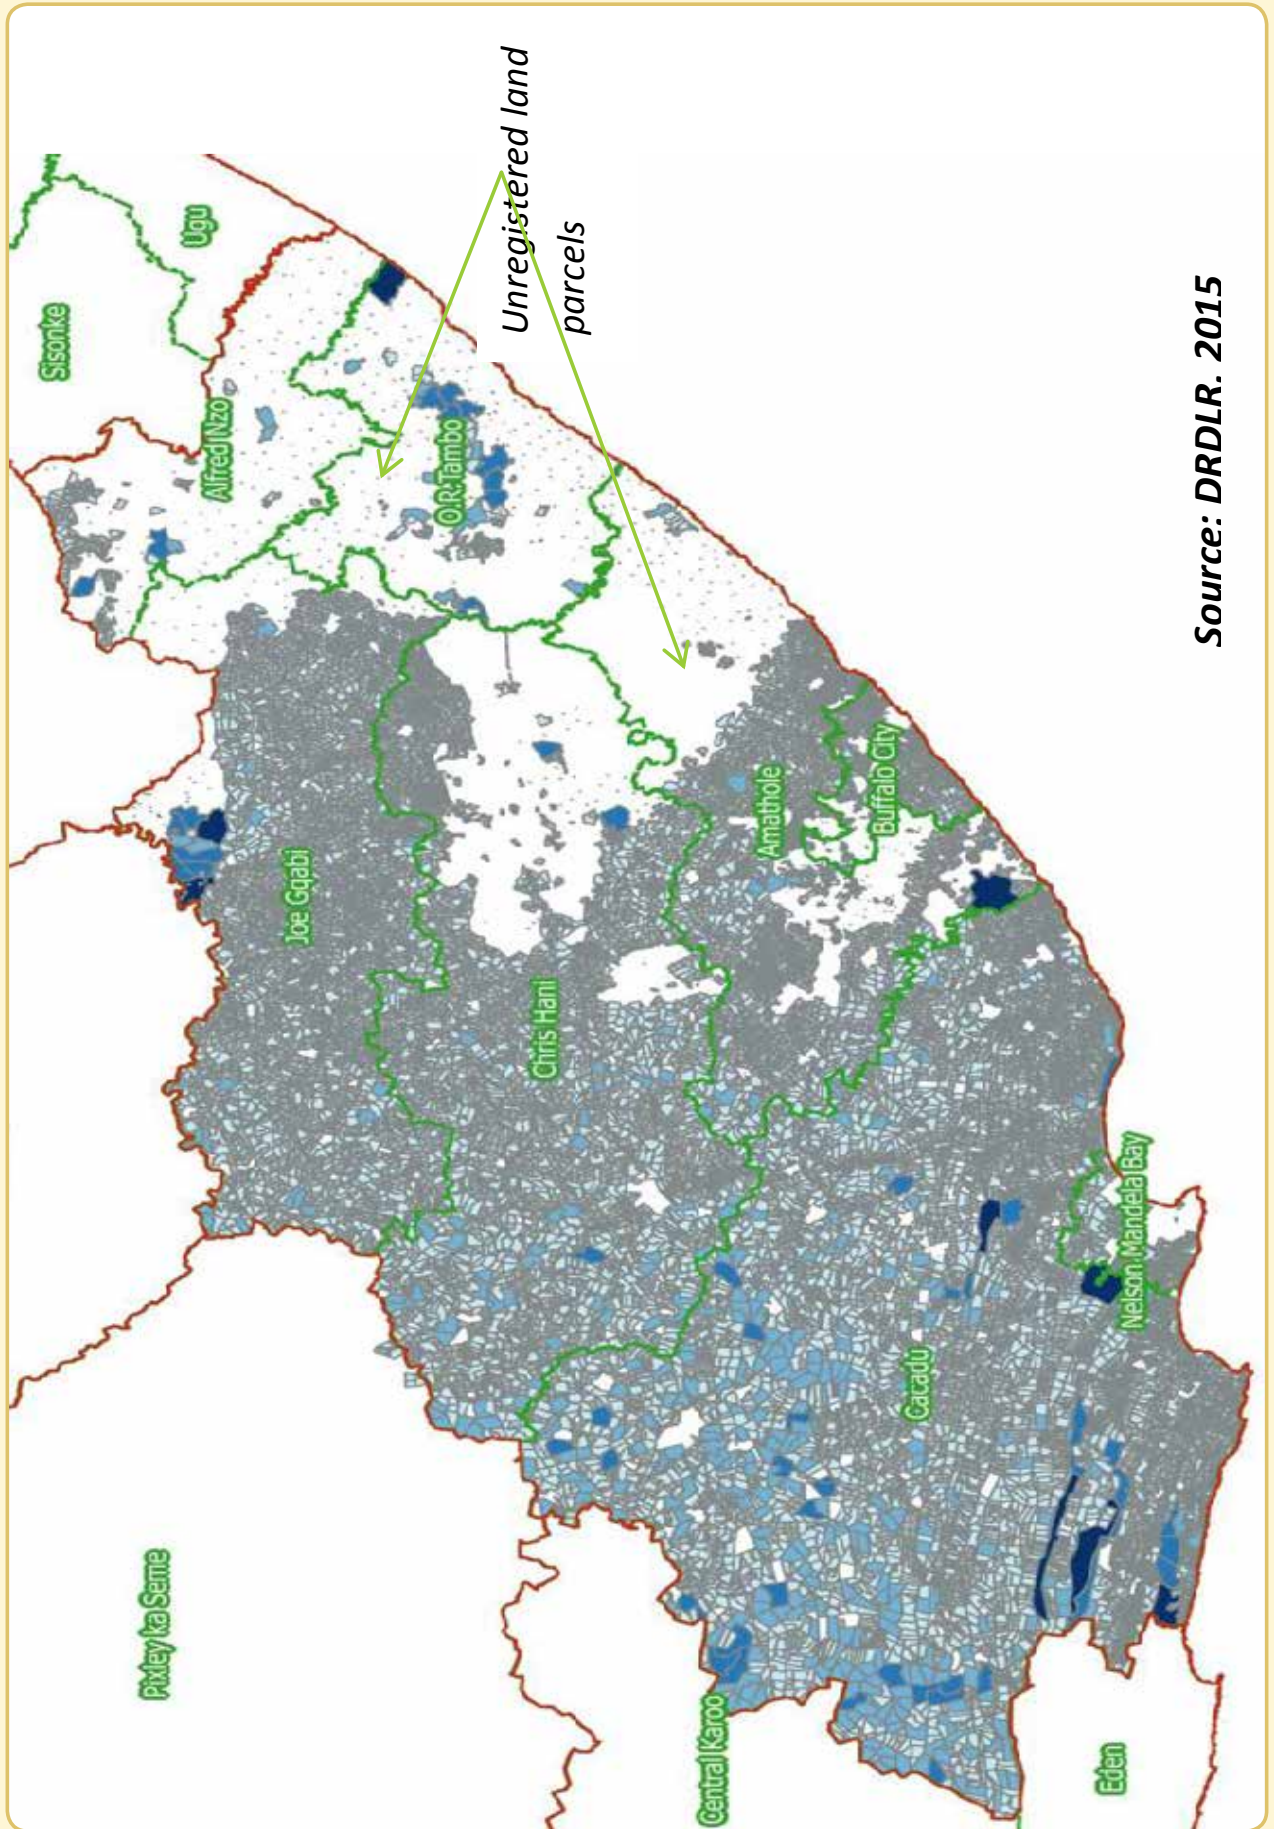 Pixley ka Seme
Sisonke
Ugu
Alfred Nzo
Joe Gqabi
O.R.Tambo
Chris Hani
Unregistered land
parcels
Central Karoo
Amathole
Buffalo City
Cacadu
Nelson Mandela Bay
Eden
Source: DRDLR. 2015